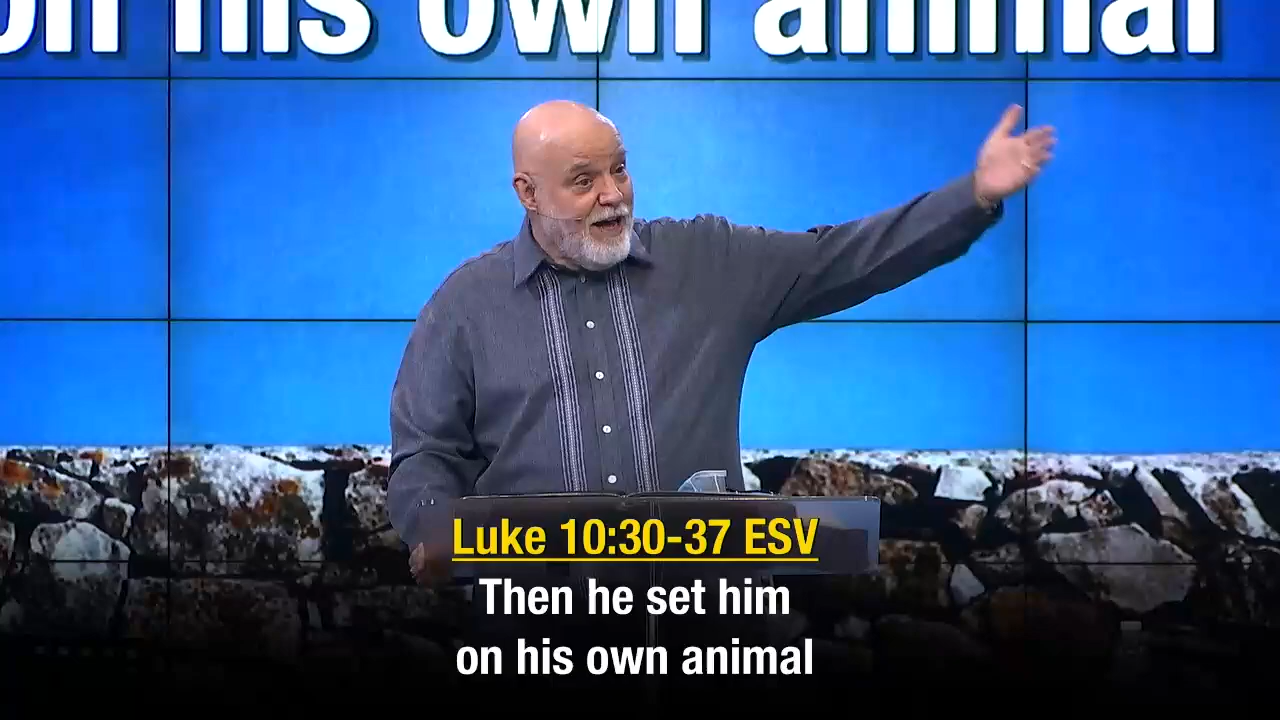 on his own animal
Luke 10:30-37 ESV
Then he set him
on his own animal